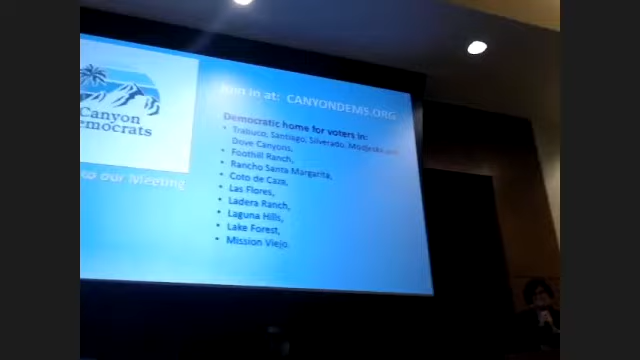 Canyon
Democrats
to our Meeting
Join in at: CANYONDEMS.ORG
Democratic home for voters in:
• Trabuco, Santiago, Silverado, Modjeska and
Dove Canyons,
• Foothill Ranch,
• Rancho Santa Margarita,
• Coto de Caza,
• Las Flores,
• Ladera Ranch,
• Laguna Hills,
• Lake Forest,
• Mission Viejo.